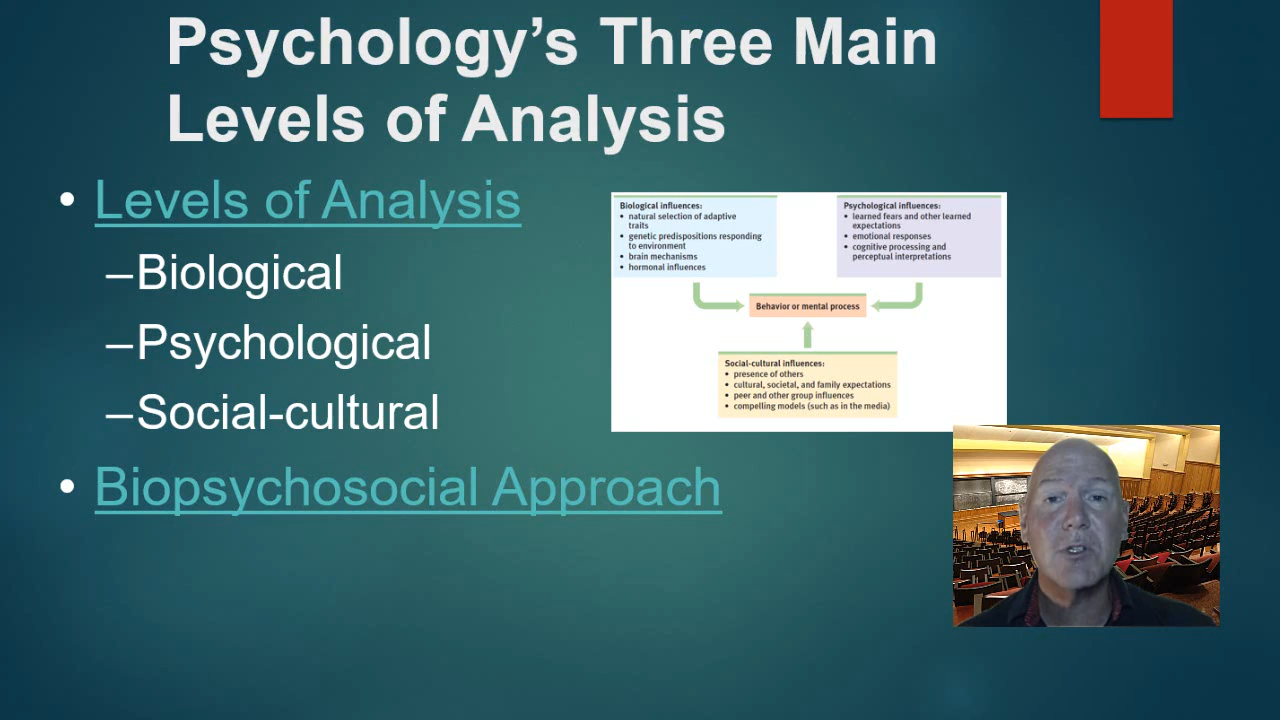 Psychology’s Three Main
Levels of Analysis
• Levels of Analysis
–Biological
–Psychological
–Social-cultural
• Biopsychosocial Approach
Biological influences:
• natural selection of adaptive
traits
• genetic predispositions responding
to environment
• brain mechanisms
• hormonal influences
Psychological influences:
• learned fears and other learned
expectations
• emotional responses
• cognitive processing and
perceptual interpretations
Behavior or mental process
Social-cultural influences:
• presence of others
• cultural, societal, and family expectations
• peer and other group influences
• compelling models (such as in the media)